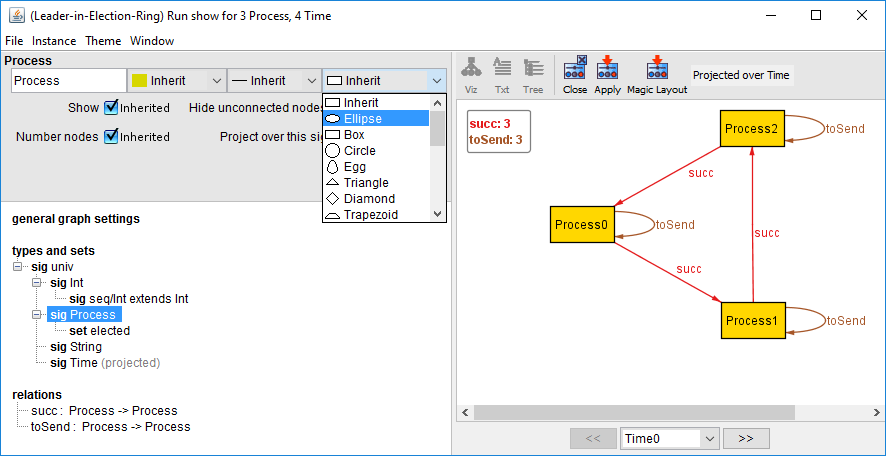 (Leader-in-Election-Ring) Run show for 3 Process, 4 Time
File Instance Theme Window
Process
Process Inherit Inherit Inherit
Show Inherited Hide unconnected nodes
Number nodes Inherited Project over this sig
Inherit
Ellipse
Box
Circle
Egg
Triangle
Diamond
Trapezoid
general graph settings
types and sets
sig univ
sig Int
sig seq/Int extends Int
sig Process
set elected
sig String
sig Time (projected)
relations
succ : Process -> Process
toSend : Process -> Process
Viz Txt Tree Close Apply Magic Layout Projected over Time
succ: 3
toSend: 3
Process2 toSend
succ
Process0 toSend
succ
succ
Process1 toSend
<< Time0 >>